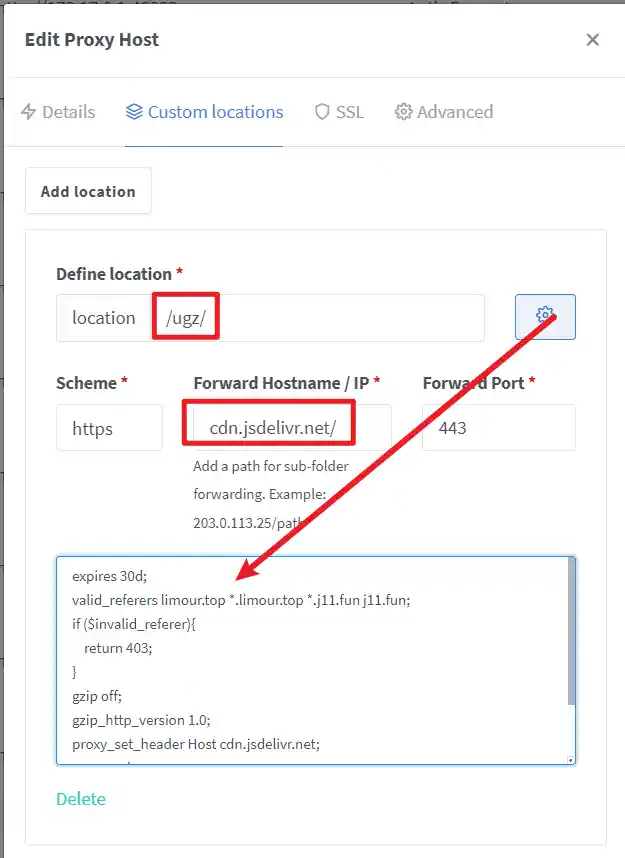 Edit Proxy Host
Details
Custom locations
SSL
Advanced
Add location
Define location *
location
/ugz/
Scheme *
Forward Hostname / IP *
Forward Port *
https
cdn.jsdelivr.net/
443
Add a path for sub-folder
forwarding. Example:
203.0.113.25/path/
expires 30d;
valid_referers limour.top *.limour.top *.j11.fun j11.fun;
if ($invalid_referer){
return 403;
}
gzip off;
gzip_http_version 1.0;
proxy_set_header Host cdn.jsdelivr.net;
Delete